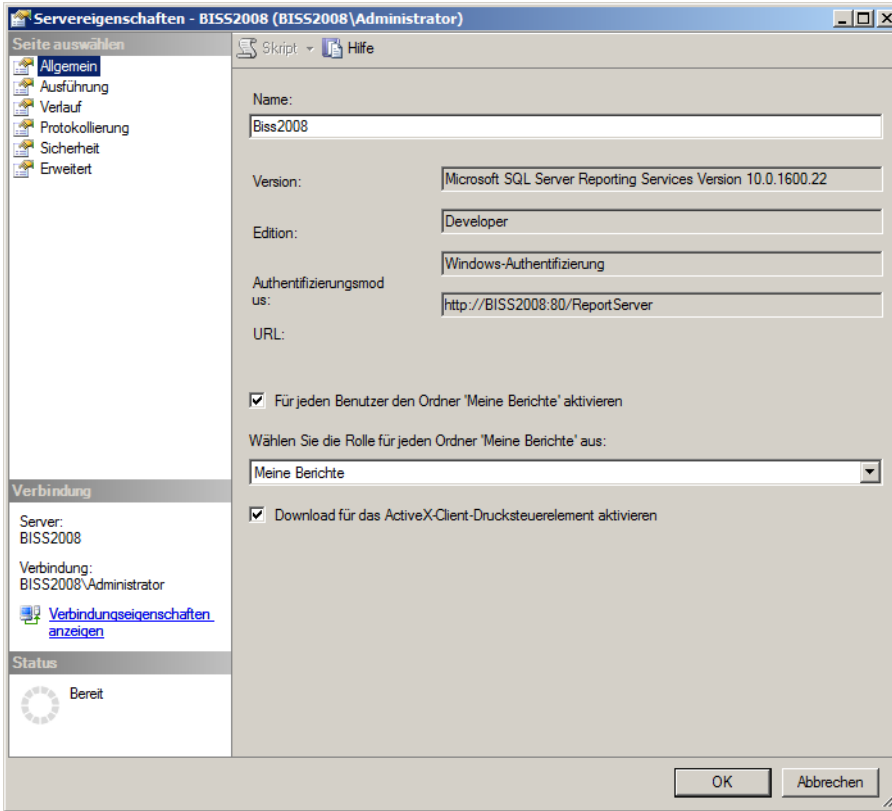 Servereigenschaften - BISS2008 (BISS2008\Administrator)
Seite auswählen
Allgemein
Ausführung
Verlauf
Protokollierung
Sicherheit
Erweitert
Skript
Hilfe
Name:
Biss2008
Version:
Microsoft SQL Server Reporting Services Version 10.0.1600.22
Edition:
Developer
Authentifizierungsmod
us:
Windows-Authentifizierung
URL:
http://BISS2008:80/ReportServer
Für jeden Benutzer den Ordner 'Meine Berichte' aktivieren
Wählen Sie die Rolle für jeden Ordner 'Meine Berichte' aus:
Meine Berichte
Download für das ActiveX-Client-Drucksteuerelement aktivieren
Verbindung
Server:
BISS2008
Verbindung:
BISS2008\Administrator
Verbindungseigenschaften
anzeigen
Status
Bereit
OK
Abbrechen